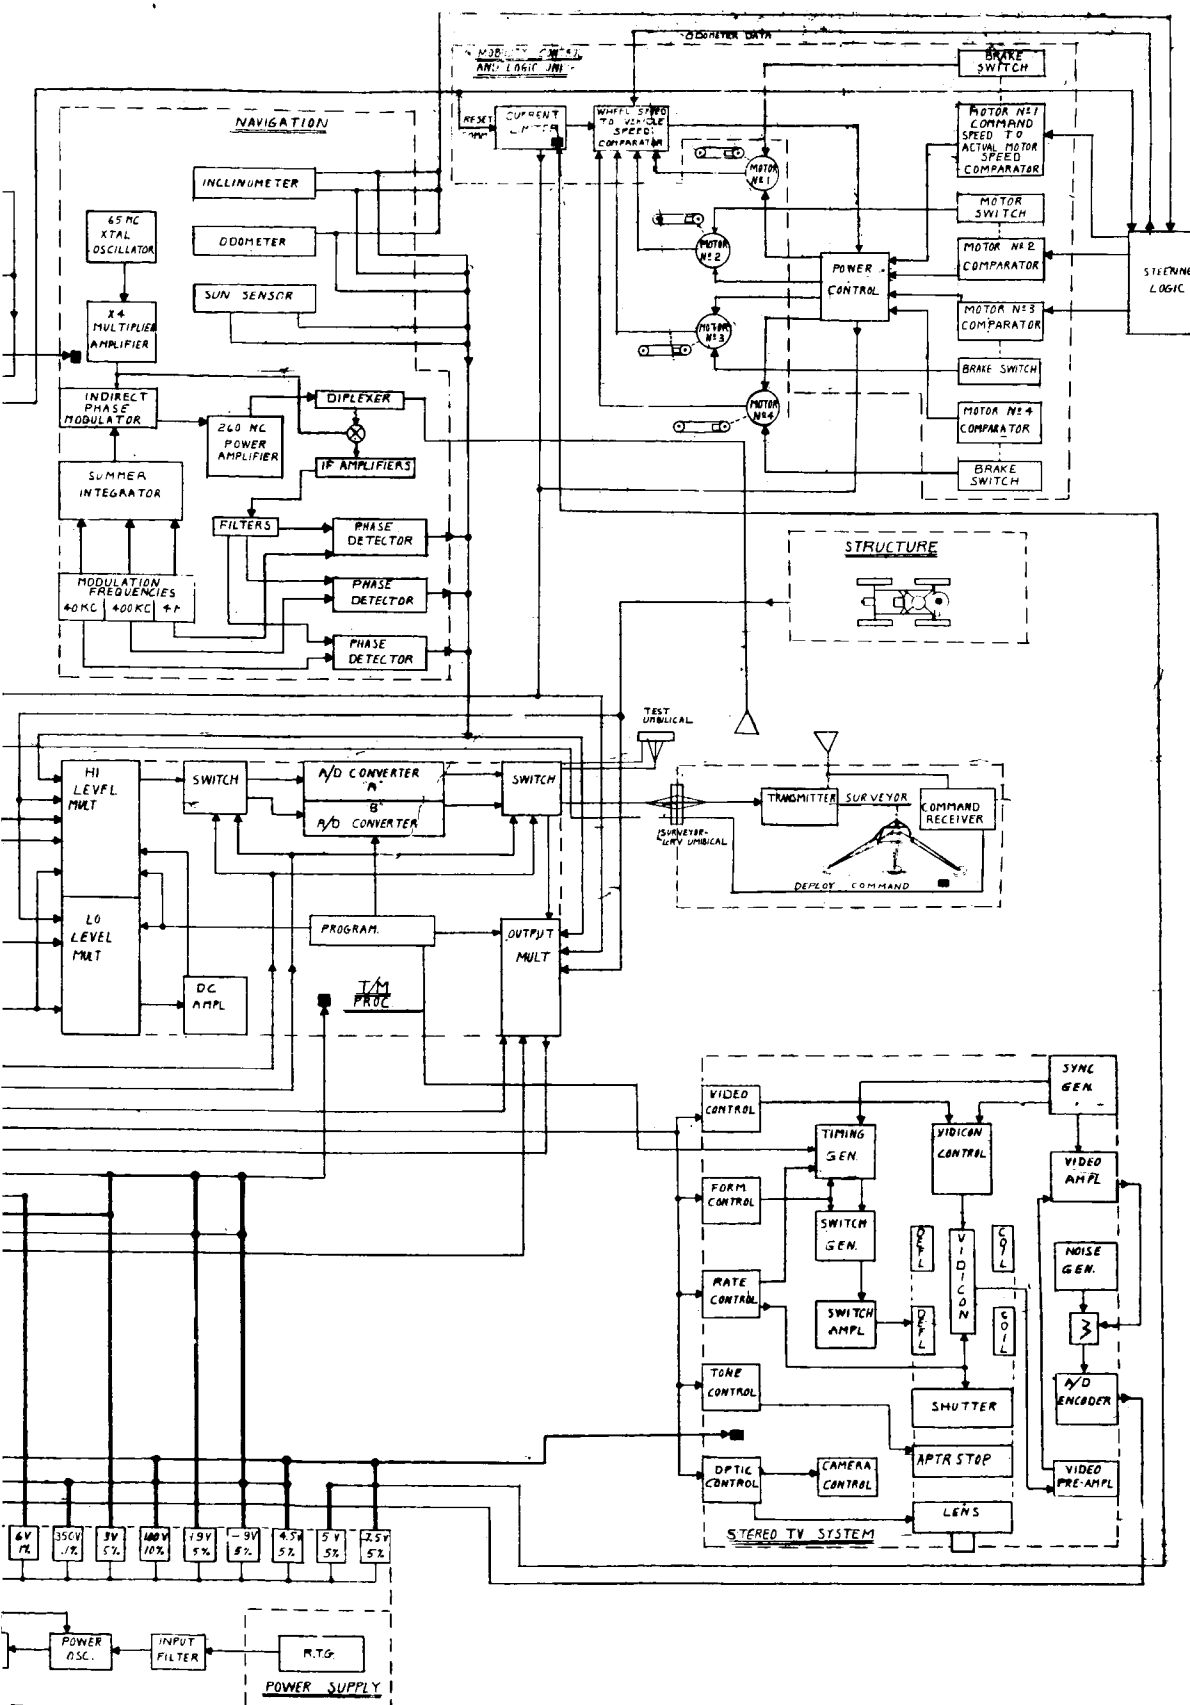 ODOMETER DATA
MOBILITY CONTROL
AND LOGIC UNIT
BRAKE
SWITCH
RESET
COMM.
CURRENT
LIMITER
WHEEL SPEED
TO VEHICLE
SPEED
COMPARATOR
MOTOR Nº1
COMMAND
SPEED TO
ACTUAL MOTOR
SPEED
COMPARATOR
MOTOR
Nº1
MOTOR
SWITCH
MOTOR
Nº2
MOTOR Nº2
COMPARATOR
POWER
CONTROL
STEERING
LOGIC
MOTOR
Nº3
MOTOR Nº3
COMPARATOR
BRAKE SWITCH
MOTOR
Nº4
MOTOR Nº4
COMPARATOR
BRAKE
SWITCH
NAVIGATION
INCLINOMETER
65 MC
XTAL
OSCILLATOR
ODOMETER
SUN SENSOR
X4
MULTIPLIER
AMPLIFIER
INDIRECT
PHASE
MODULATOR
DIPLEXER
260 MC
POWER
AMPLIFIER
IF AMPLIFIERS
SUMMER
INTEGRATOR
FILTERS
PHASE
DETECTOR
MODULATION
FREQUENCIES
40KC 400KC
PHASE
DETECTOR
PHASE
DETECTOR
STRUCTURE
TEST
UMBILICAL
HI
LEVEL
MULT
SWITCH
A/D CONVERTER
"A"
"B"
A/D CONVERTER
SWITCH
TRANSMITTER
SURVEYOR
COMMAND
RECEIVER
SURVEYOR-
LRV UMBILICAL
DEPLOY COMMAND
LO
LEVEL
MULT
PROGRAM.
OUTPUT
MULT
DC
AMPL
T/M
PROC
VIDEO
CONTROL
TIMING
GEN.
VIDICON
CONTROL
SYNC
GEN.
VIDEO
AMPL
FORM
CONTROL
SWITCH
GEN.
DEFL
VIDICON
COIL
NOISE
GEN.
RATE
CONTROL
SWITCH
AMPL
DEFL
COIL
TONE
CONTROL
SHUTTER
A/D
ENCODER
OPTIC
CONTROL
CAMERA
CONTROL
APTR STOP
VIDEO
PRE-AMPL
LENS
STEREO TV SYSTEM
6V
1%
350V
.1%
3V
5%
100V
10%
+9V
5%
-9V
5%
4.5V
5%
5V
5%
-7.5V
5%
POWER
OSC.
INPUT
FILTER
R.T.G.
POWER SUPPLY